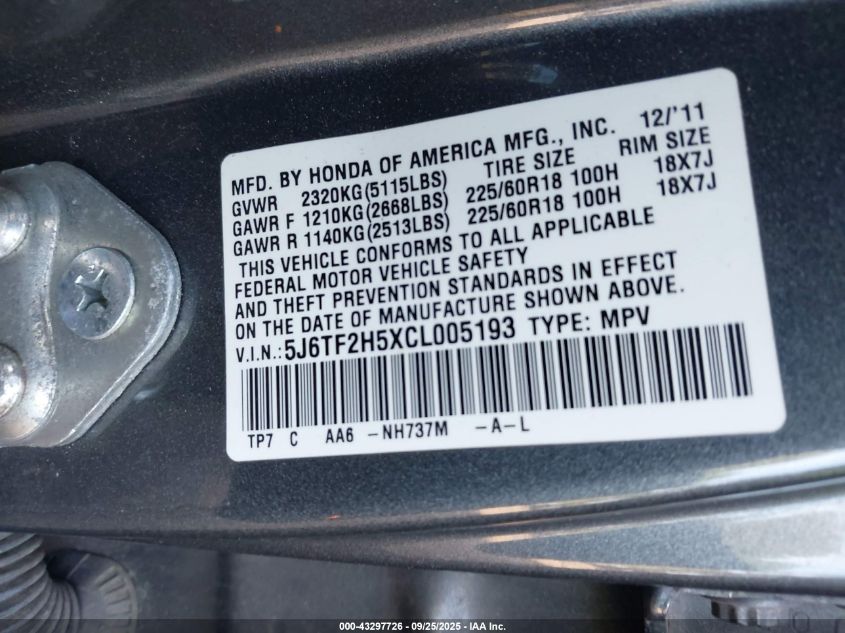 MFD. BY HONDA OF AMERICA MFG., INC. 12/'11
GVWR 2320KG(5115LBS) TIRE SIZE RIM SIZE
GAWR F 1210KG(2668LBS) 225/60R18 100H 18X7J
GAWR R 1140KG(2513LBS) 225/60R18 100H 18X7J
THIS VEHICLE CONFORMS TO ALL APPLICABLE
FEDERAL MOTOR VEHICLE SAFETY
AND THEFT PREVENTION STANDARDS IN EFFECT
ON THE DATE OF MANUFACTURE SHOWN ABOVE.
V.I.N.: 5J6TF2H5XCL005193 TYPE: MPV
TP7 C AA6 -NH737M -A-L
000-43297726 - 09/25/2025 - IAA Inc.